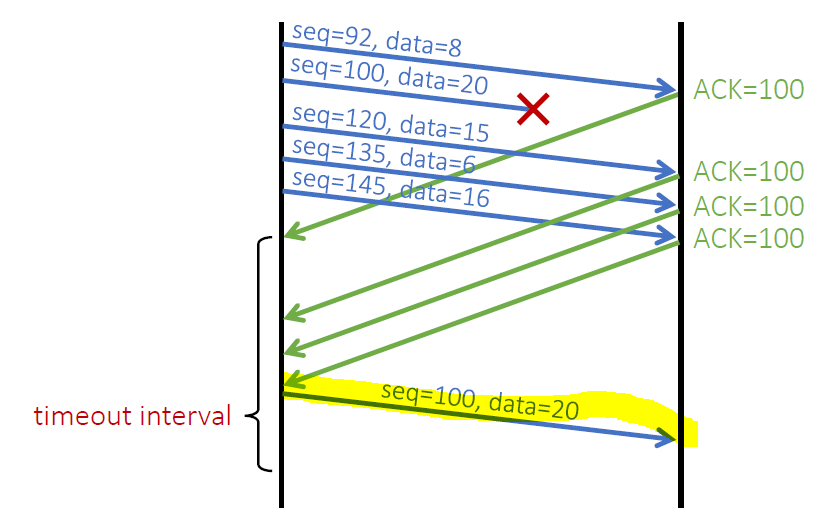 seq=92, data=8
ACK=100
seq=100, data=20
seq=120, data=15
ACK=100
seq=135, data=6
ACK=100
seq=145, data=16
ACK=100
seq=100, data=20
timeout interval